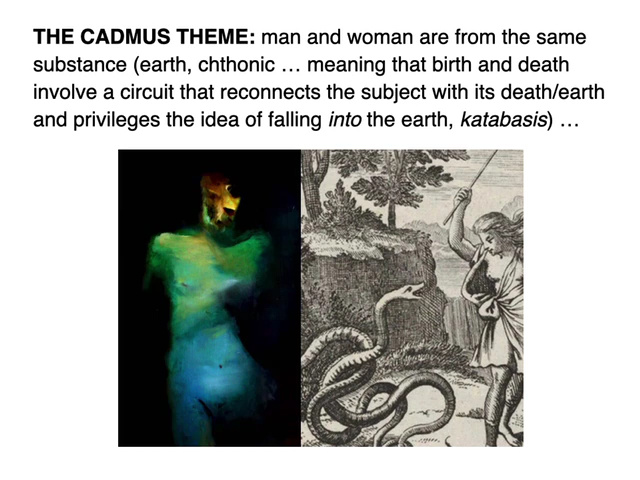 THE CADMUS THEME: man and woman are from the same
substance (earth, chthonic … meaning that birth and death
involve a circuit that reconnects the subject with its death/earth
and privileges the idea of falling into the earth, katabasis) …